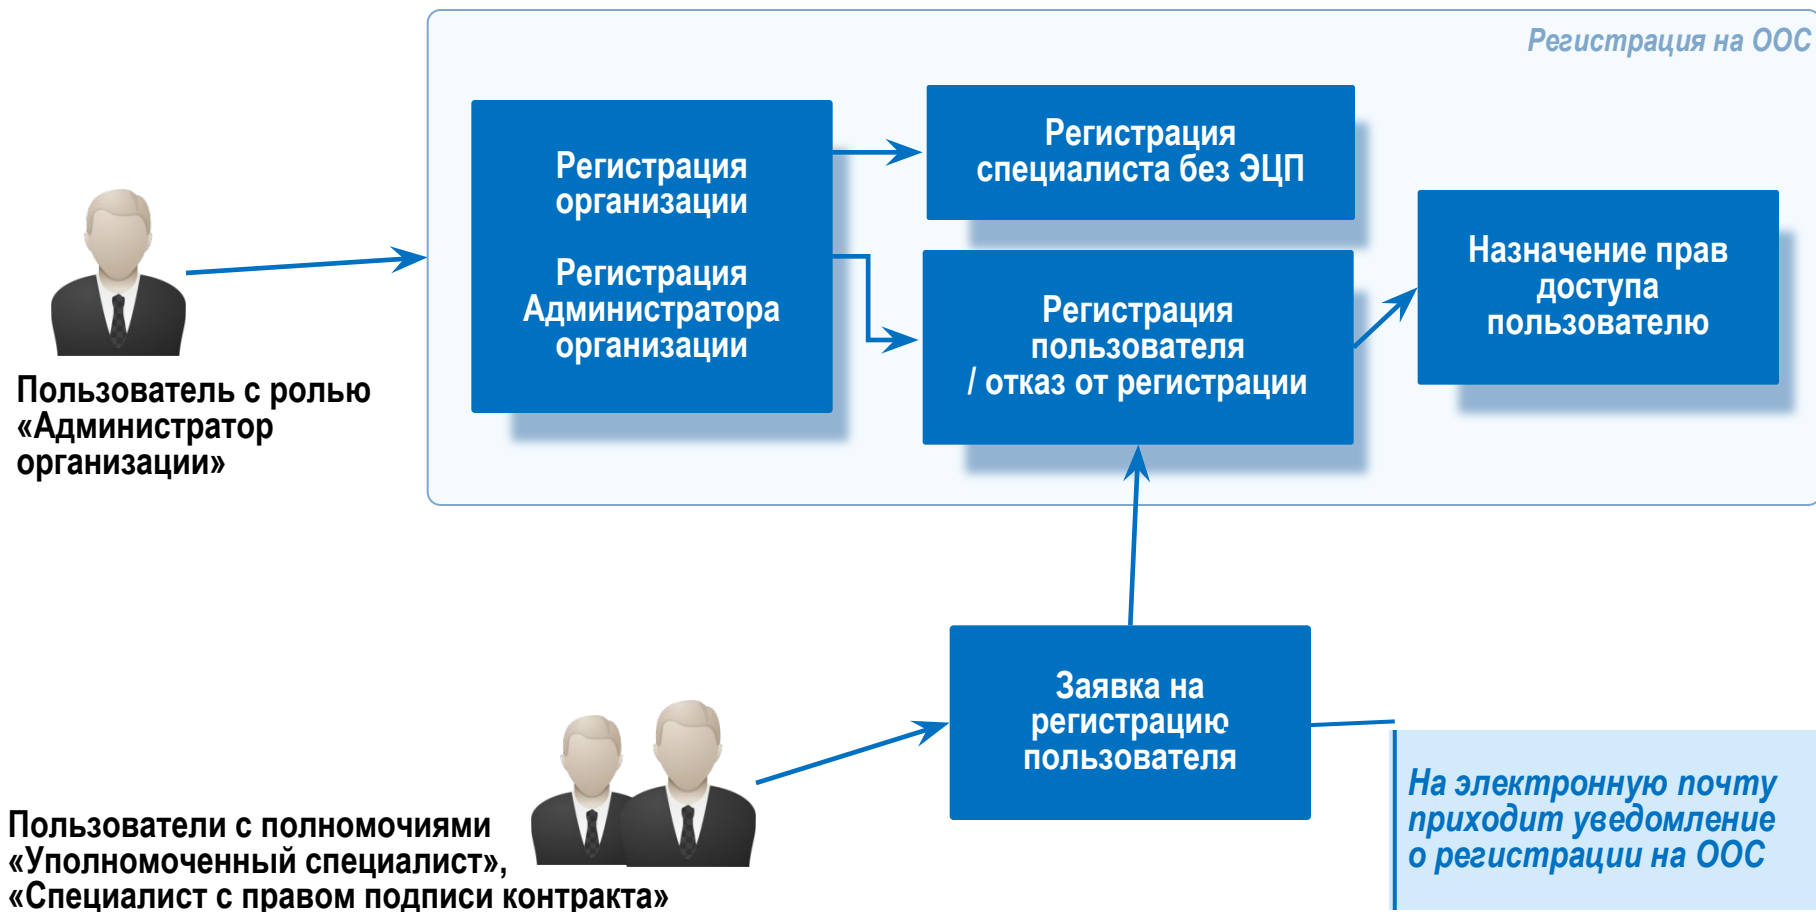 Регистрация на ООС
Регистрация
организации
Регистрация
Администратора
организации
Регистрация
специалиста без ЭЦП
Регистрация
пользователя
/ отказ от регистрации
Назначение прав
доступа
пользователю
Пользователь с ролью
«Администратор
организации»
Заявка на
регистрацию
пользователя
Пользователи с полномочиями
«Уполномоченный специалист»,
«Специалист с правом подписи контракта»
На электронную почту
приходит уведомление
о регистрации на ООС